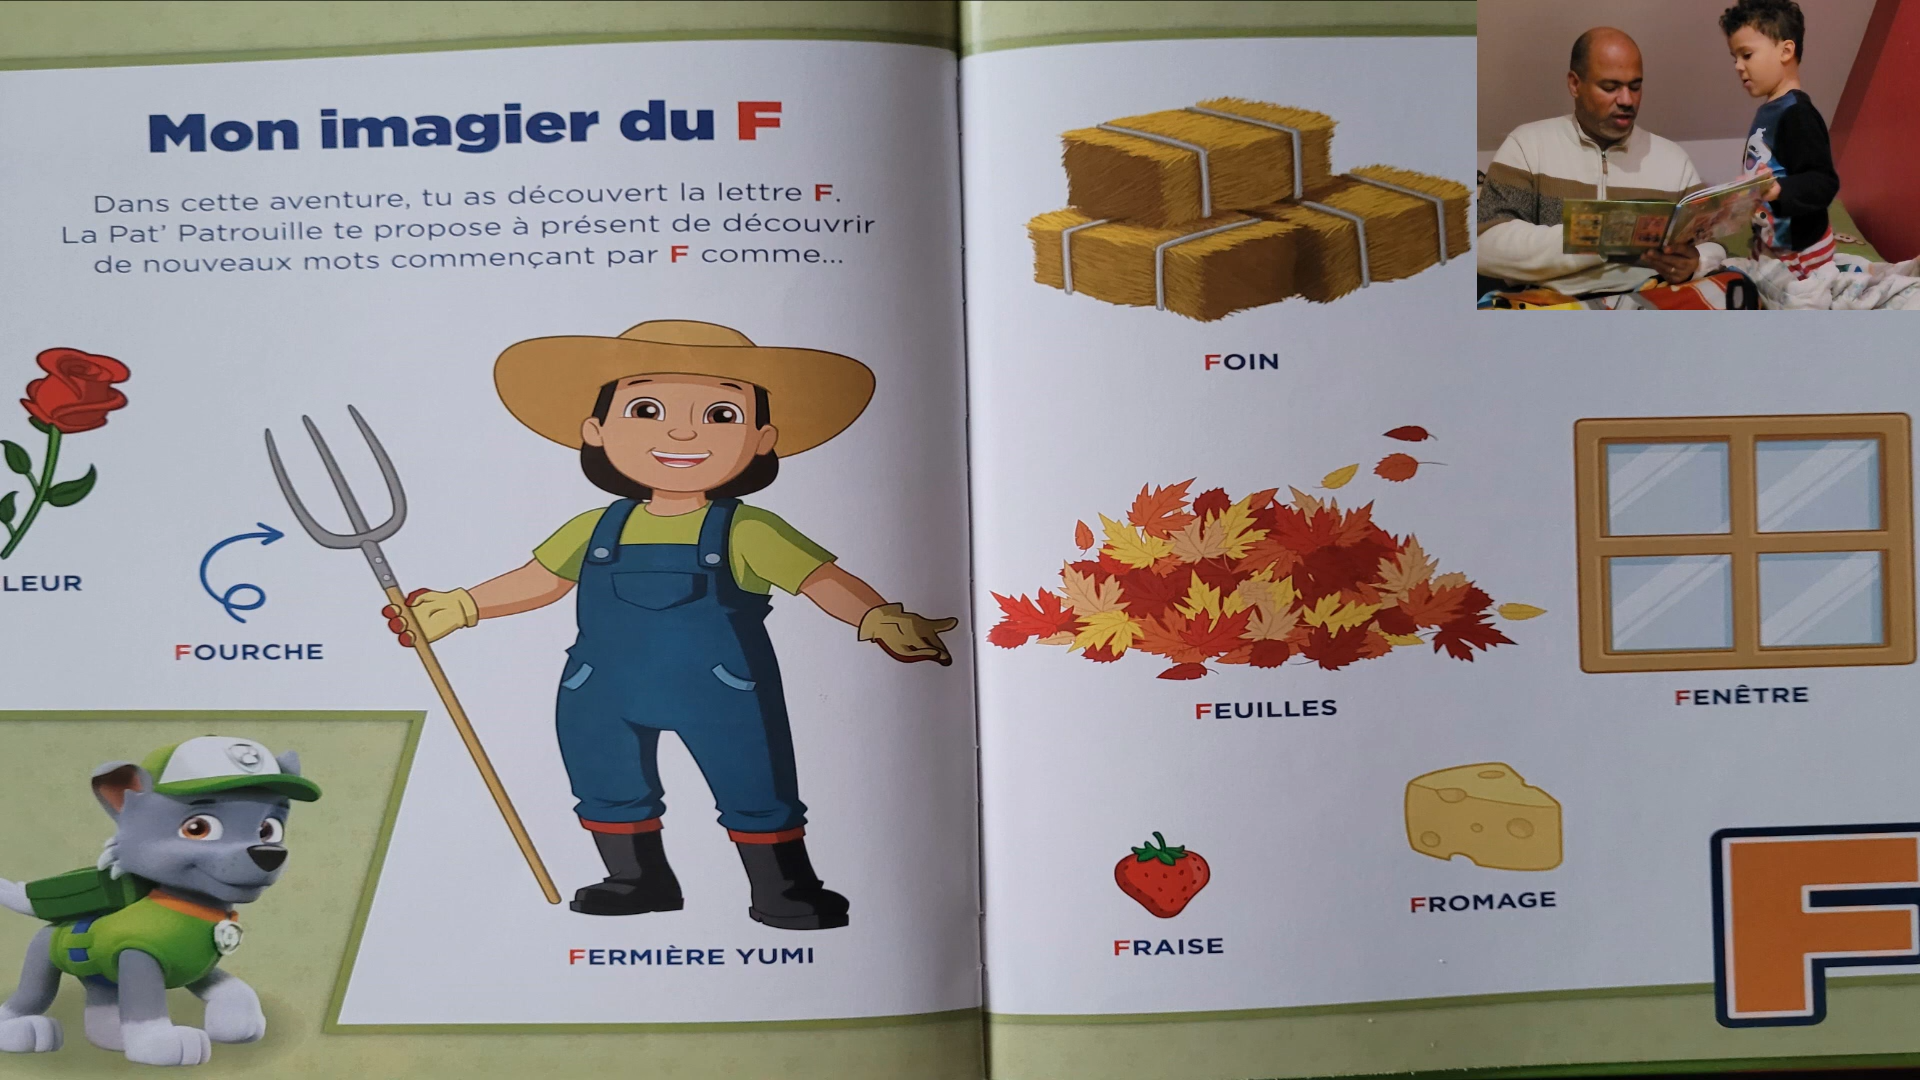 Mon imagier du F
Dans cette aventure, tu as découvert la lettre F.
La Pat' Patrouille te propose à présent de découvrir
de nouveaux mots commençant par F comme...
LEUR
FOURCHE
FERMIÈRE YUMI
FOIN
FEUILLES
FENÊTRE
FRAISE
FROMAGE
F